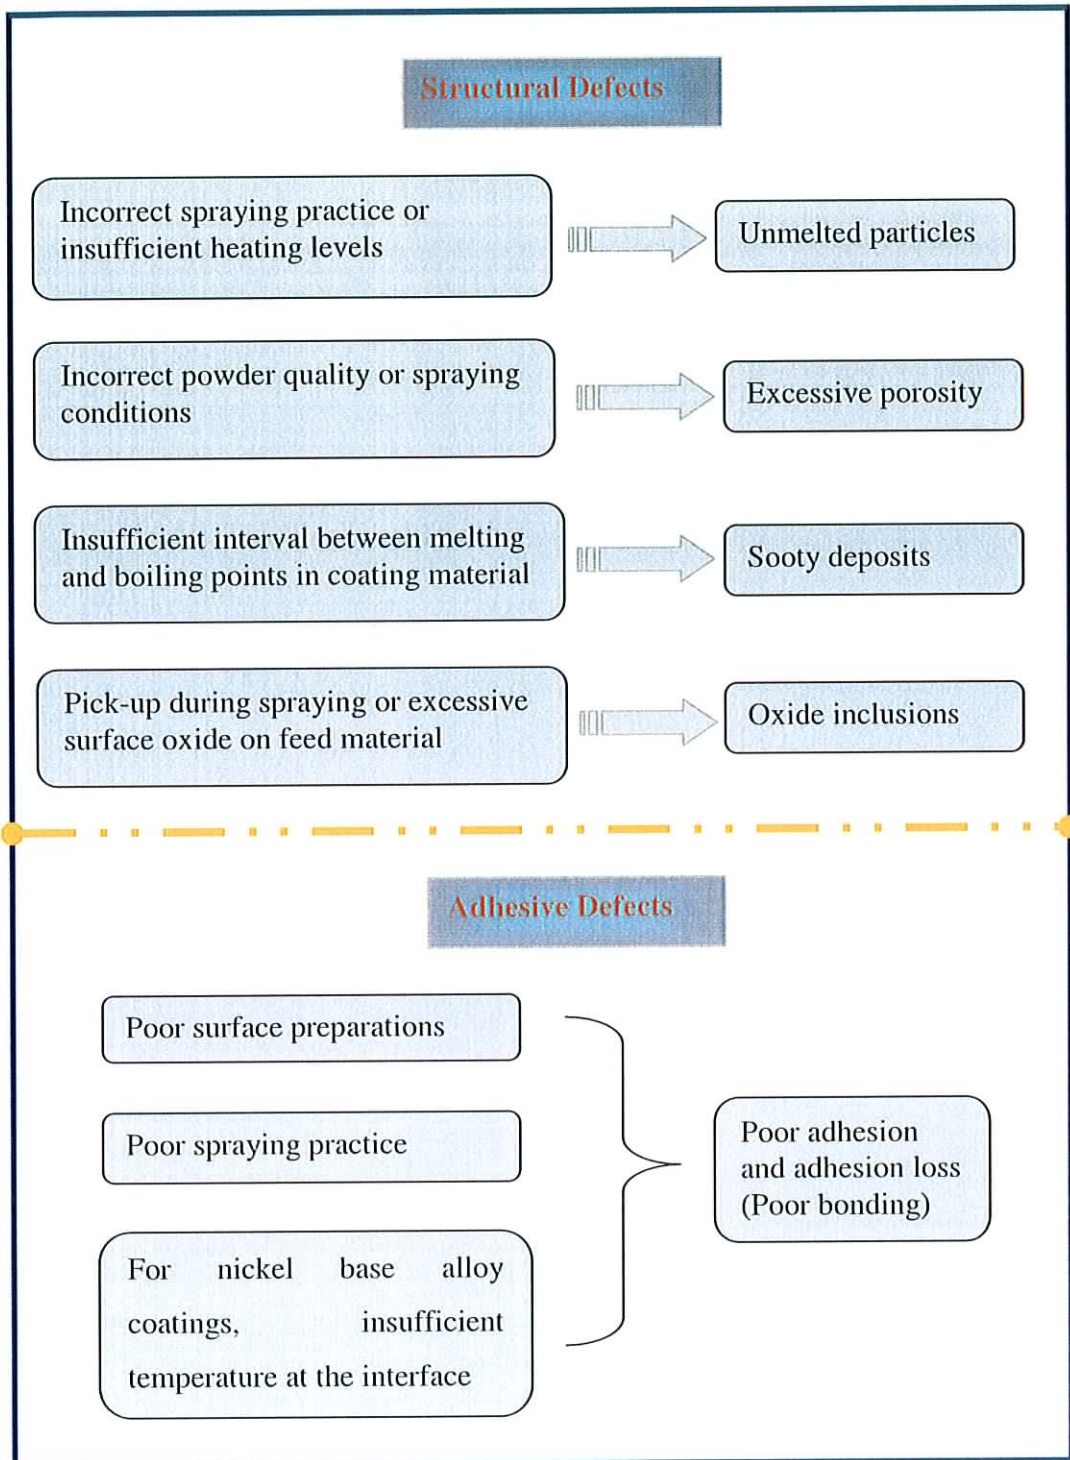 Structural Defects
Incorrect spraying practice or
insufficient heating levels
Unmelted particles
Incorrect powder quality or spraying
conditions
Excessive porosity
Insufficient interval between melting
and boiling points in coating material
Sooty deposits
Pick-up during spraying or excessive
surface oxide on feed material
Oxide inclusions
Adhesive Defects
Poor surface preparations
Poor spraying practice
For nickel base alloy
coatings, insufficient
temperature at the interface
Poor adhesion
and adhesion loss
(Poor bonding)